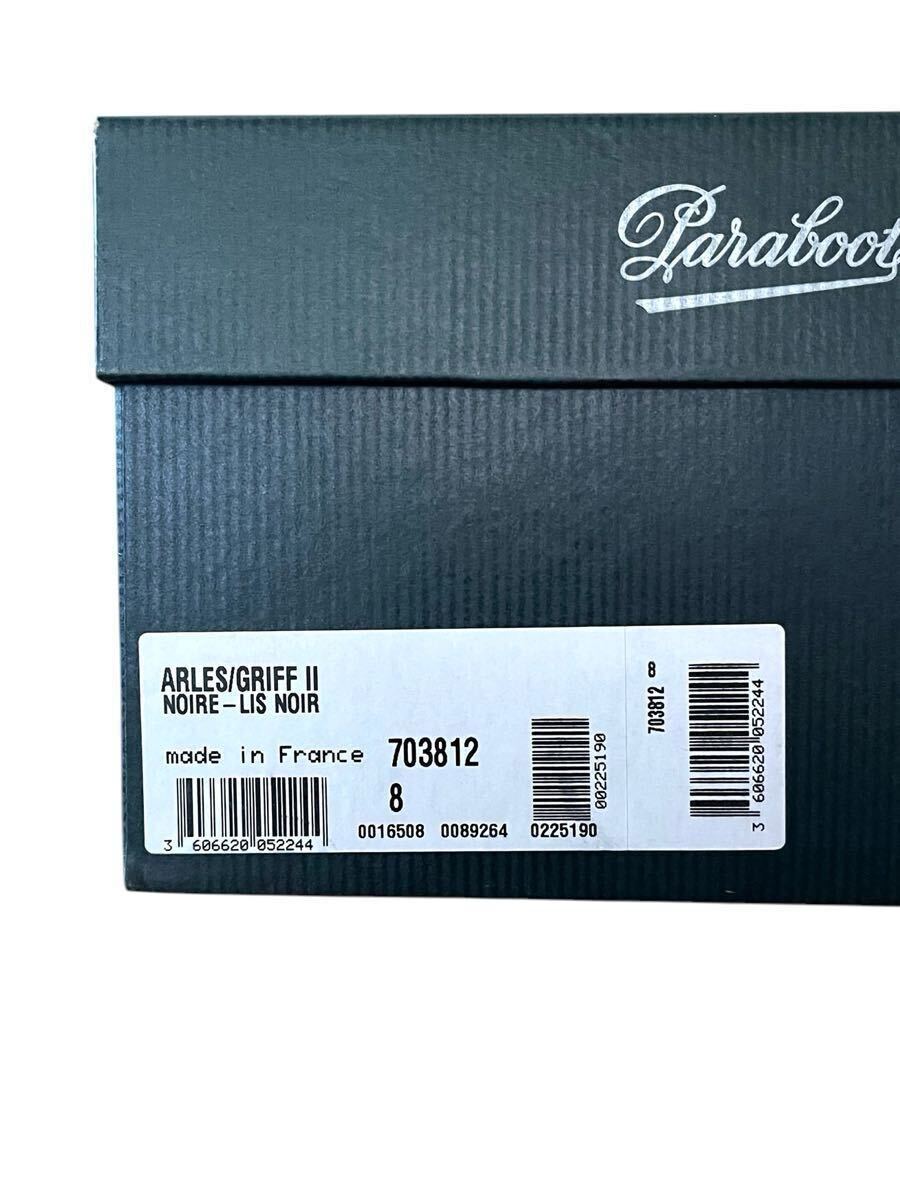 Paraboot
ARLES/GRIFF II
NOIRE-LIS NOIR
made in France 703812
8
3 606620 052244
0016508 0089264 0225190
00225190
8
703812
3 606620 052244